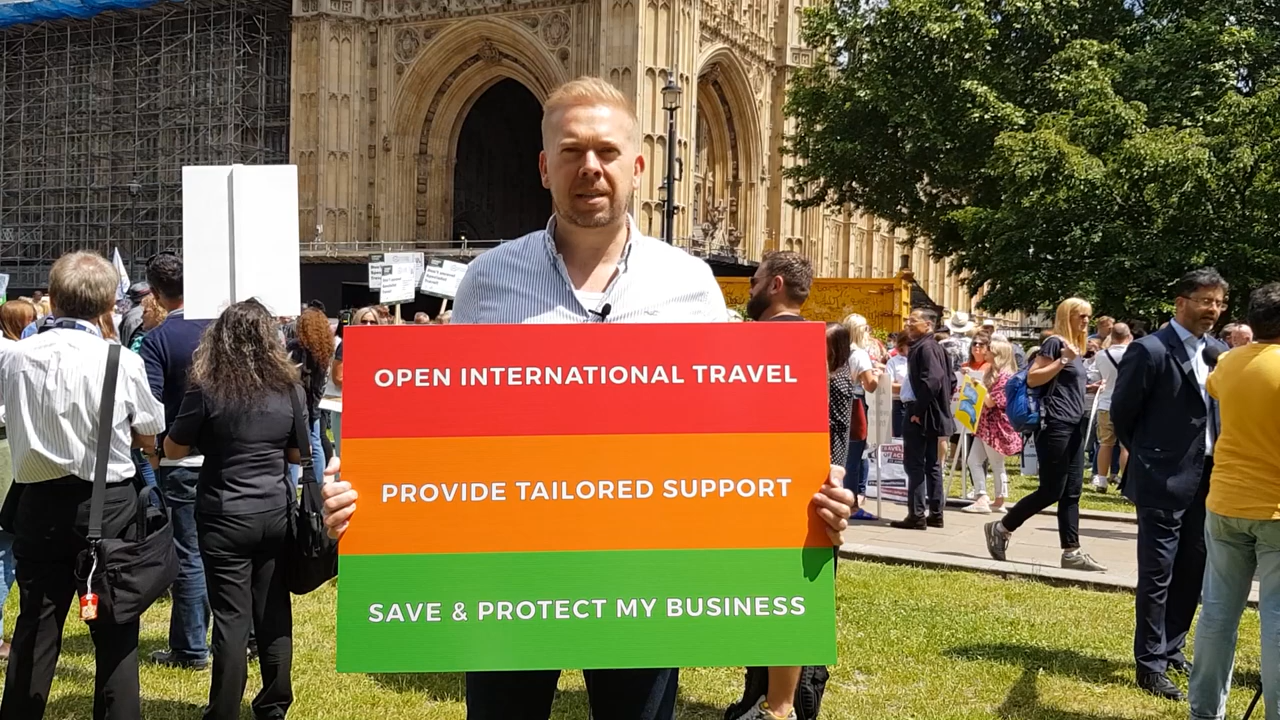 OPEN INTERNATIONAL TRAVEL
PROVIDE TAILORED SUPPORT
SAVE & PROTECT MY BUSINESS